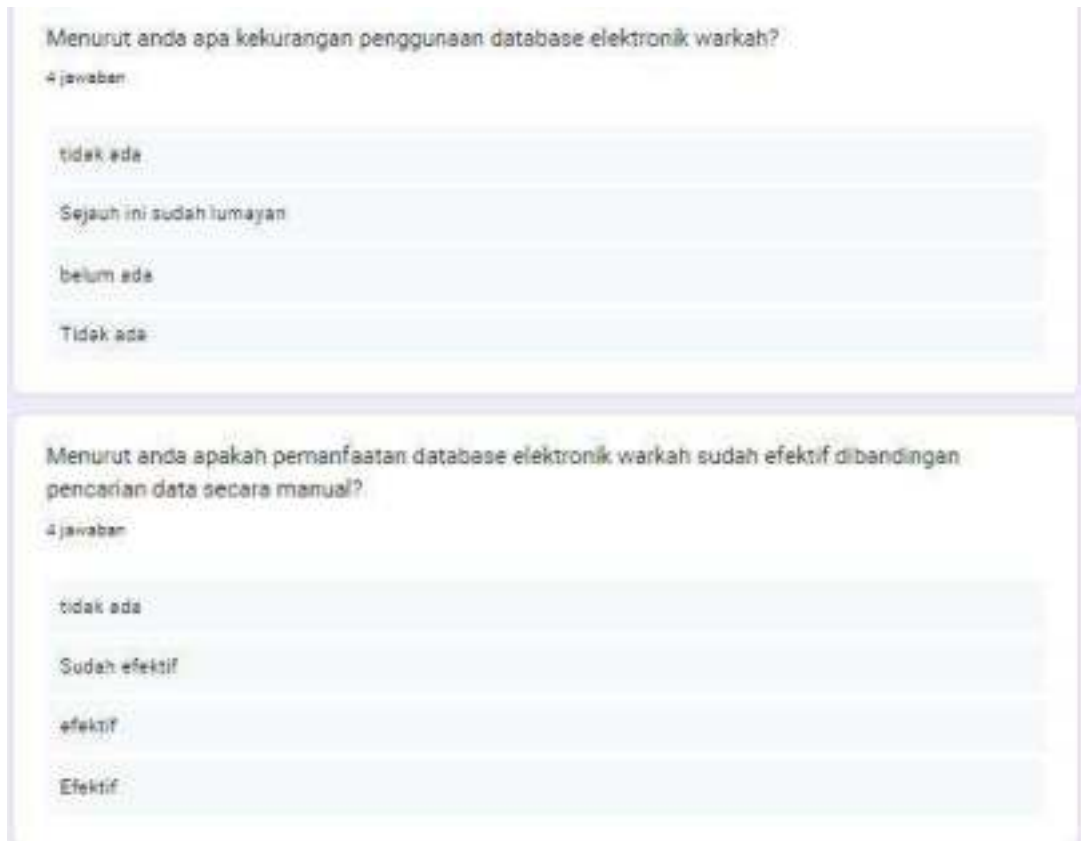 Menurut anda apa kekurangan penggunaan database elektronik warkah?
4 jawaban
tidak ada
Sejauh ini sudah lumayan
belum ada
Tidak ada
Menurut anda apakah pemanfaatan database elektronik warkah sudah efektif dibandingan
pencarian data secara manual?
4 jawaban
tidak ada
Sudah efektif
efektif
Efektif